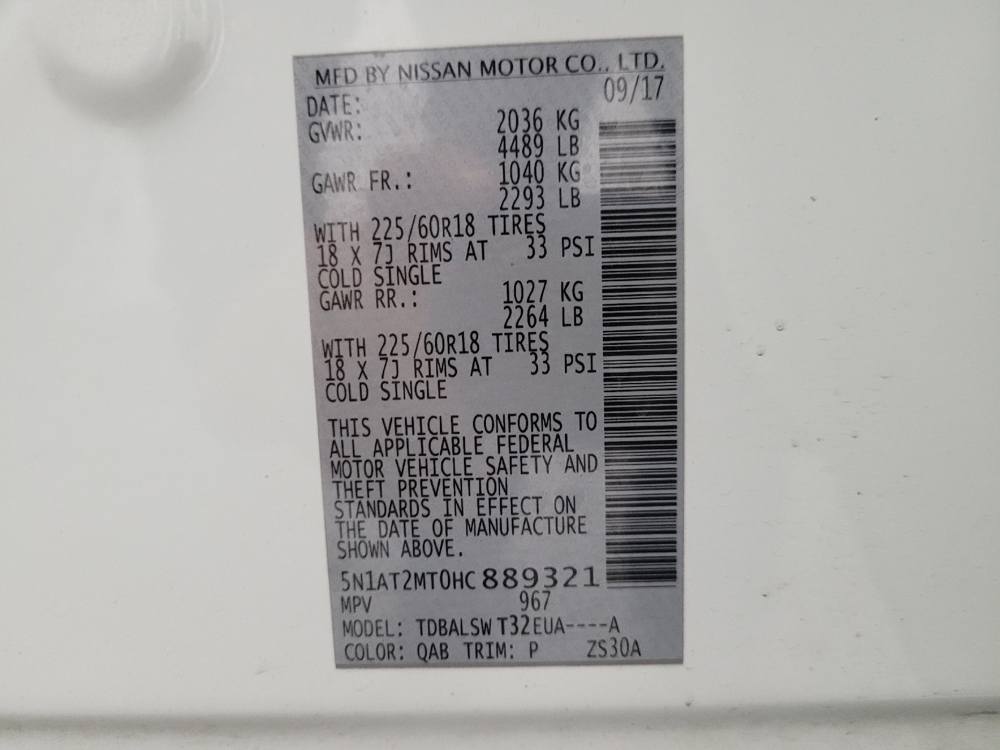 MFD BY NISSAN MOTOR CO., LTD.
DATE: 09/17
GVWR: 2036 KG
4489 LB
GAWR FR.: 1040 KG
2293 LB
WITH 225/60R18 TIRES
18 X 7J RIMS AT 33 PSI
COLD SINGLE
GAWR RR.: 1027 KG
2264 LB
WITH 225/60R18 TIRES
18 X 7J RIMS AT 33 PSI
COLD SINGLE
THIS VEHICLE CONFORMS TO
ALL APPLICABLE FEDERAL
MOTOR VEHICLE SAFETY AND
THEFT PREVENTION
STANDARDS IN EFFECT ON
THE DATE OF MANUFACTURE
SHOWN ABOVE.
5N1AT2MT0HC889321
MPV 967
MODEL: TDBALSW T32EUA----A
COLOR: QAB TRIM: P ZS30A